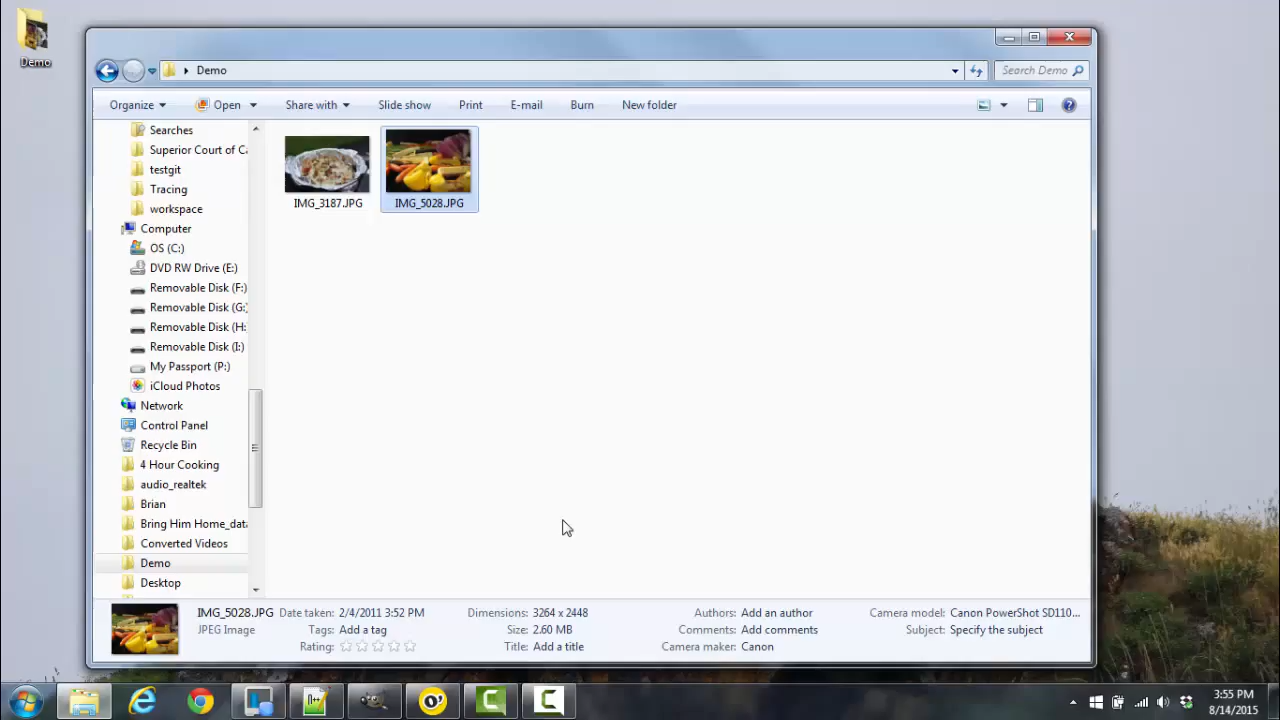 Demo
Demo
Search Demo
Organize
Open
Share with
Slide show
Print
E-mail
Burn
New folder
Searches
Superior Court of Ca
testgit
Tracing
workspace
Computer
OS (C:)
DVD RW Drive (E:)
Removable Disk (F:)
Removable Disk (G:)
Removable Disk (H:
Removable Disk (I:)
My Passport (P:)
iCloud Photos
Network
Control Panel
Recycle Bin
4 Hour Cooking
audio_realtek
Brian
Bring Him Home_data
Converted Videos
Demo
Desktop
IMG_3187.JPG
IMG_5028.JPG
IMG_5028.JPG
JPEG Image
Date taken: 2/4/2011 3:52 PM
Tags: Add a tag
Rating:
Dimensions: 3264 x 2448
Size: 2.60 MB
Title: Add a title
Authors: Add an author
Comments: Add comments
Camera maker: Canon
Camera model: Canon PowerShot SD110...
Subject: Specify the subject
3:55 PM
8/14/2015